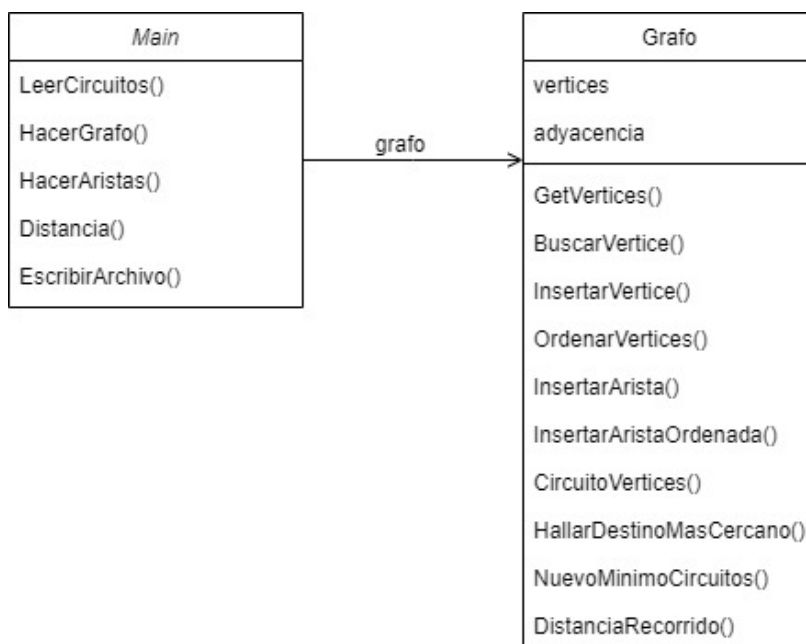 Main
LeerCircuitos()
HacerGrafo()
HacerAristas()
Distancia()
EscribirArchivo()
grafo
Grafo
vertices
adyacencia
GetVertices()
BuscarVertice()
InsertarVertice()
OrdenarVertices()
InsertarArista()
InsertarAristaOrdenada()
CircuitoVertices()
HallarDestinoMasCercano()
NuevoMinimoCircuitos()
DistanciaRecorrido()